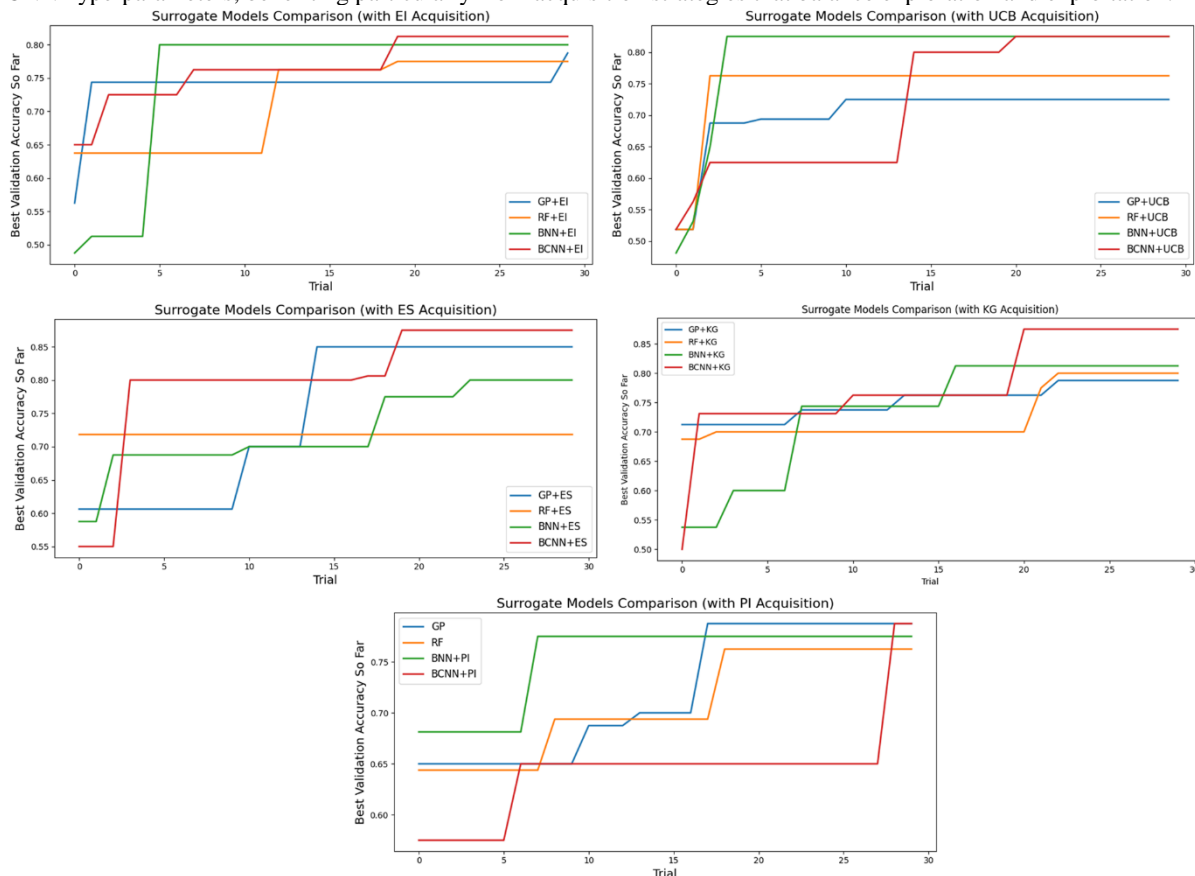 Surrogate Models Comparison (with EI Acquisition)
Best Validation Accuracy So Far
0.80
0.75
0.70
0.65
0.60
0.55
0.50
GP+EI
RF+EI
BNN+EI
BCNN+EI
0 5 10 15 20 25 30
Trial
Surrogate Models Comparison (with UCB Acquisition)
Best Validation Accuracy So Far
0.80
0.75
0.70
0.65
0.60
0.55
0.50
GP+UCB
RF+UCB
BNN+UCB
BCNN+UCB
0 5 10 15 20 25 30
Trial
Surrogate Models Comparison (with ES Acquisition)
Best Validation Accuracy So Far
0.85
0.80
0.75
0.70
0.65
0.60
0.55
GP+ES
RF+ES
BNN+ES
BCNN+ES
0 5 10 15 20 25 30
Trial
Surrogate Models Comparison (with KG Acquisition)
Best Validation Accuracy So Far
GP+KG
RF+KG
BNN+KG
BCNN+KG
0.85
0.80
0.75
0.70
0.65
0.60
0.55
0.50
0 5 10 15 20 25 30
Trial
Surrogate Models Comparison (with PI Acquisition)
Best Validation Accuracy So Far
GP
RF
BNN+PI
BCNN+PI
0.75
0.70
0.65
0.60
0 5 10 15 20 25 30
Trial